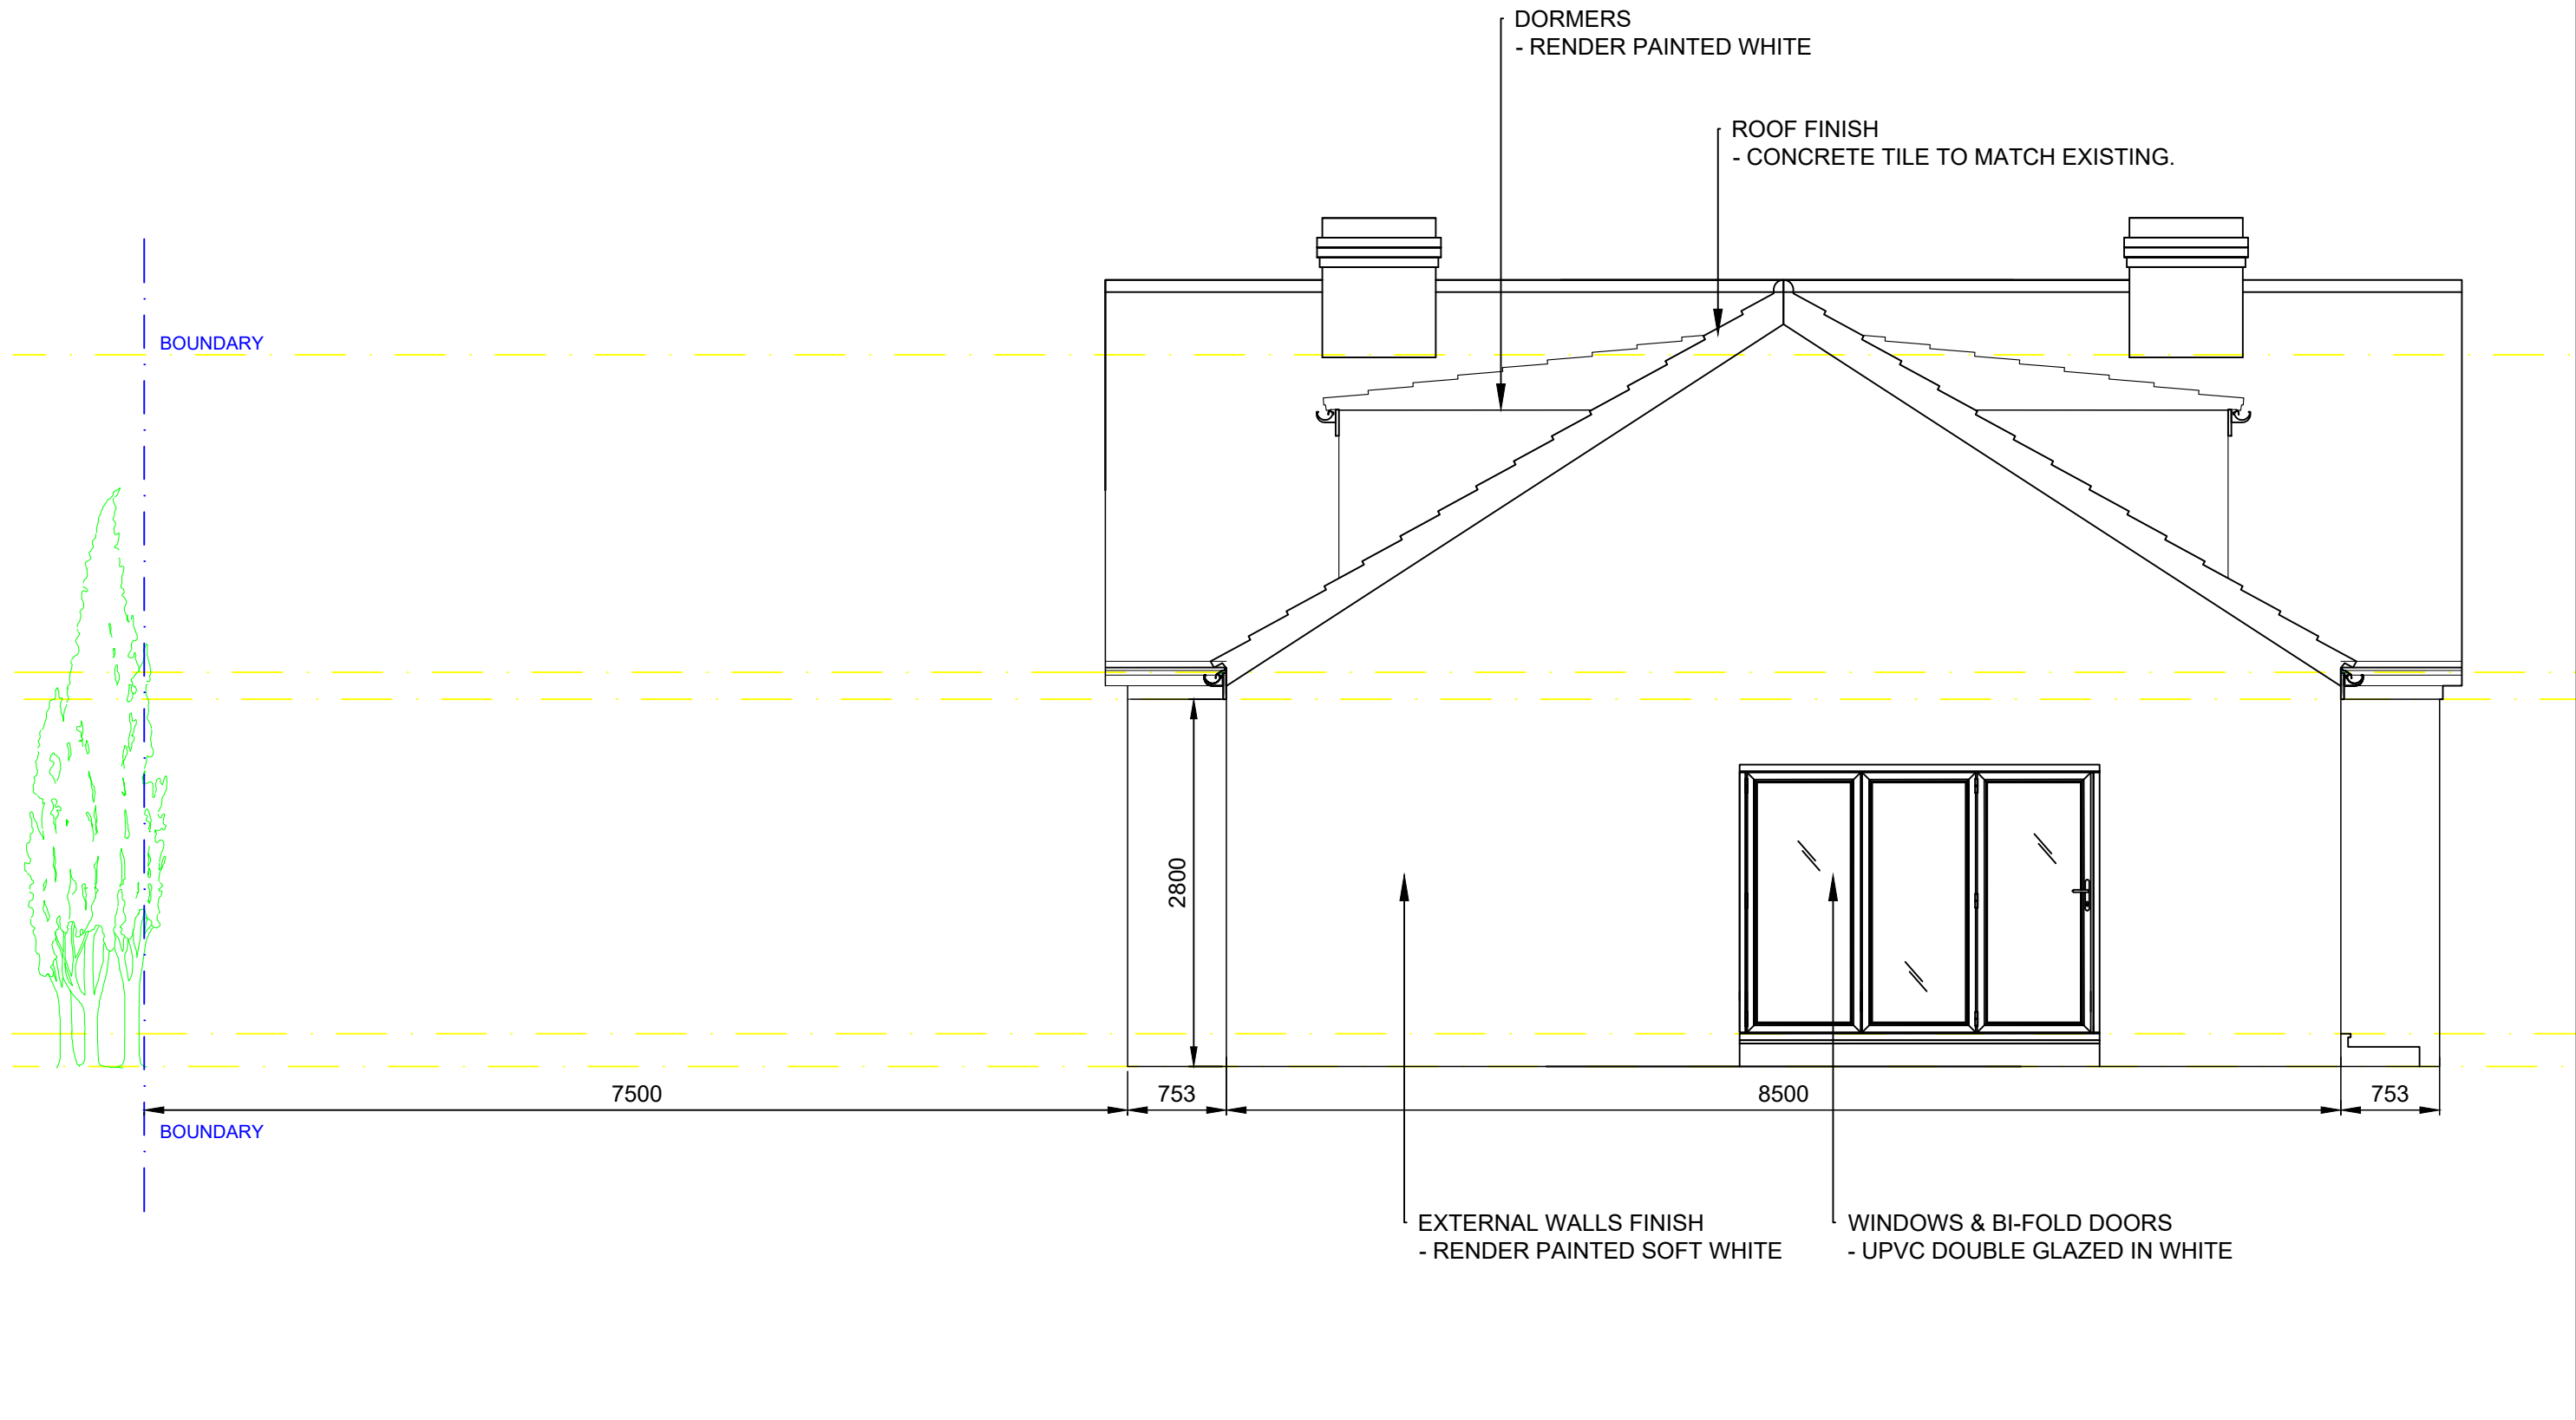 DORMERS
- RENDER PAINTED WHITE
ROOF FINISH
- CONCRETE TILE TO MATCH EXISTING.
BOUNDARY
2800
7500
753
8500
753
BOUNDARY
EXTERNAL WALLS FINISH
- RENDER PAINTED SOFT WHITE
WINDOWS & BI-FOLD DOORS
- UPVC DOUBLE GLAZED IN WHITE